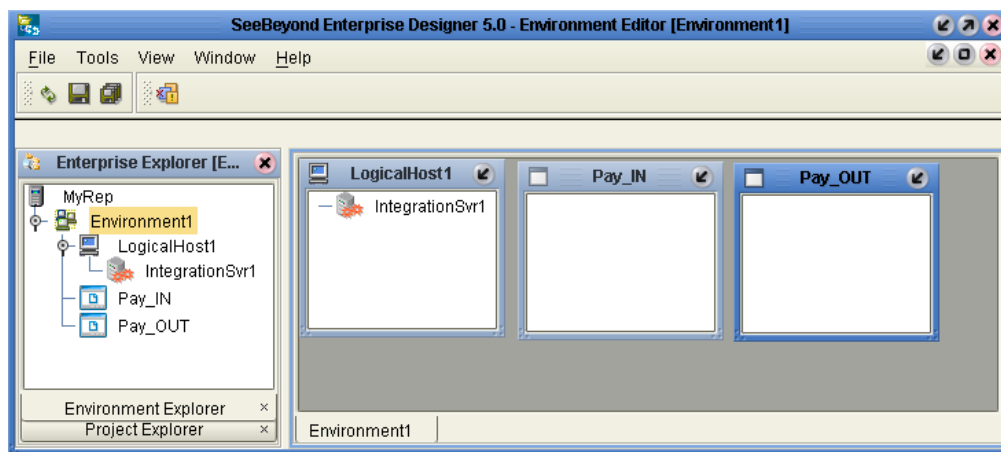 SeeBeyond Enterprise Designer 5.0 - Environment Editor [Environment1]
File Tools View Window Help
Enterprise Explorer [E...
MyRep
Environment1
LogicalHost1
IntegrationSvr1
Pay_IN
Pay_OUT
Environment Explorer
Project Explorer
LogicalHost1
IntegrationSvr1
Pay_IN
Pay_OUT
Environment1